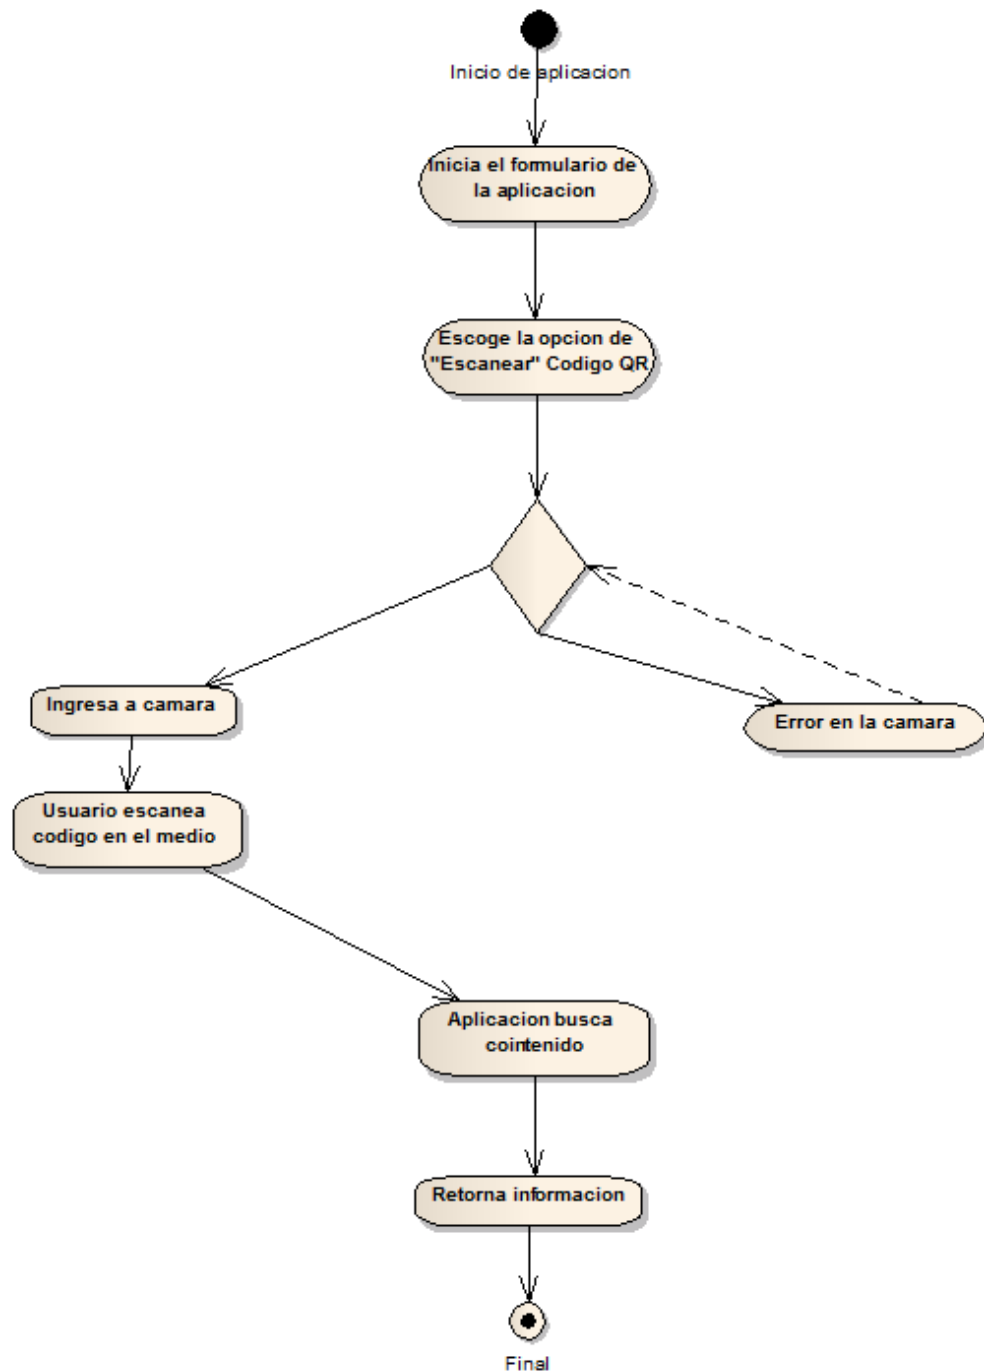 Inicio de aplicacion
Inicia el formulario de
la aplicacion
Escoge la opcion de
"Escanear" Codigo QR
Ingresa a camara
Error en la camara
Usuario escanea
codigo en el medio
Aplicacion busca
cointenido
Retorna informacion
Final